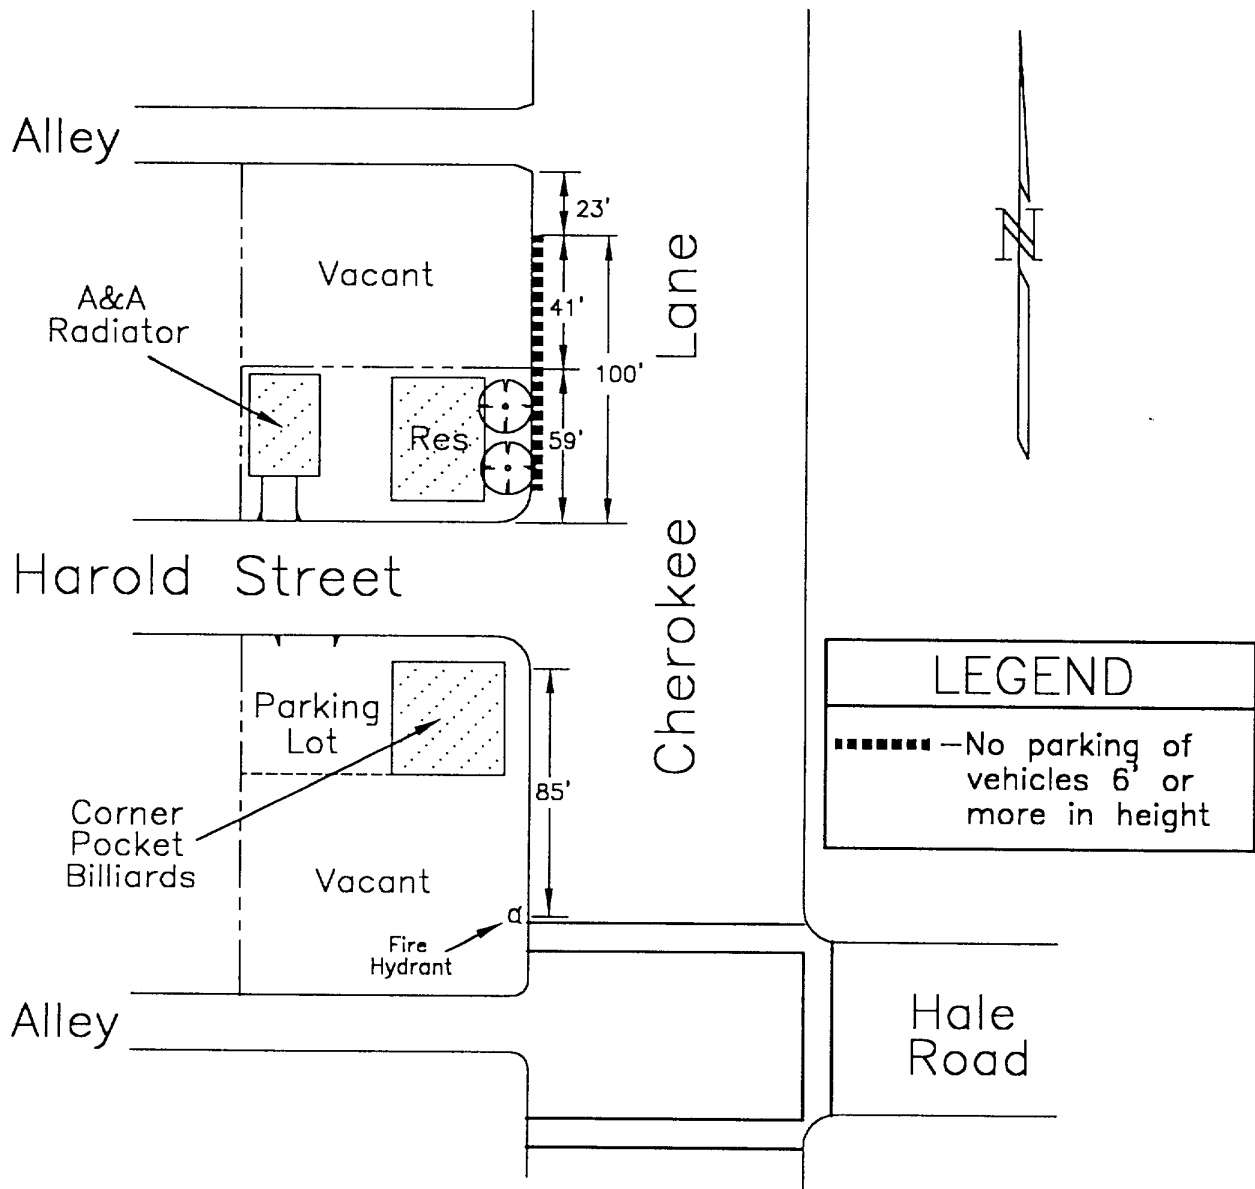 Alley
23'
Vacant
A&A
Radiator
41'
Lane
N
100'
Res
59'
Harold Street
Cherokee
LEGEND
Parking
Lot
No parking of
vehicles 6' or
more in height
85'
Corner
Pocket
Billiards
Vacant
Fire
Hydrant
Alley
Hale
Road